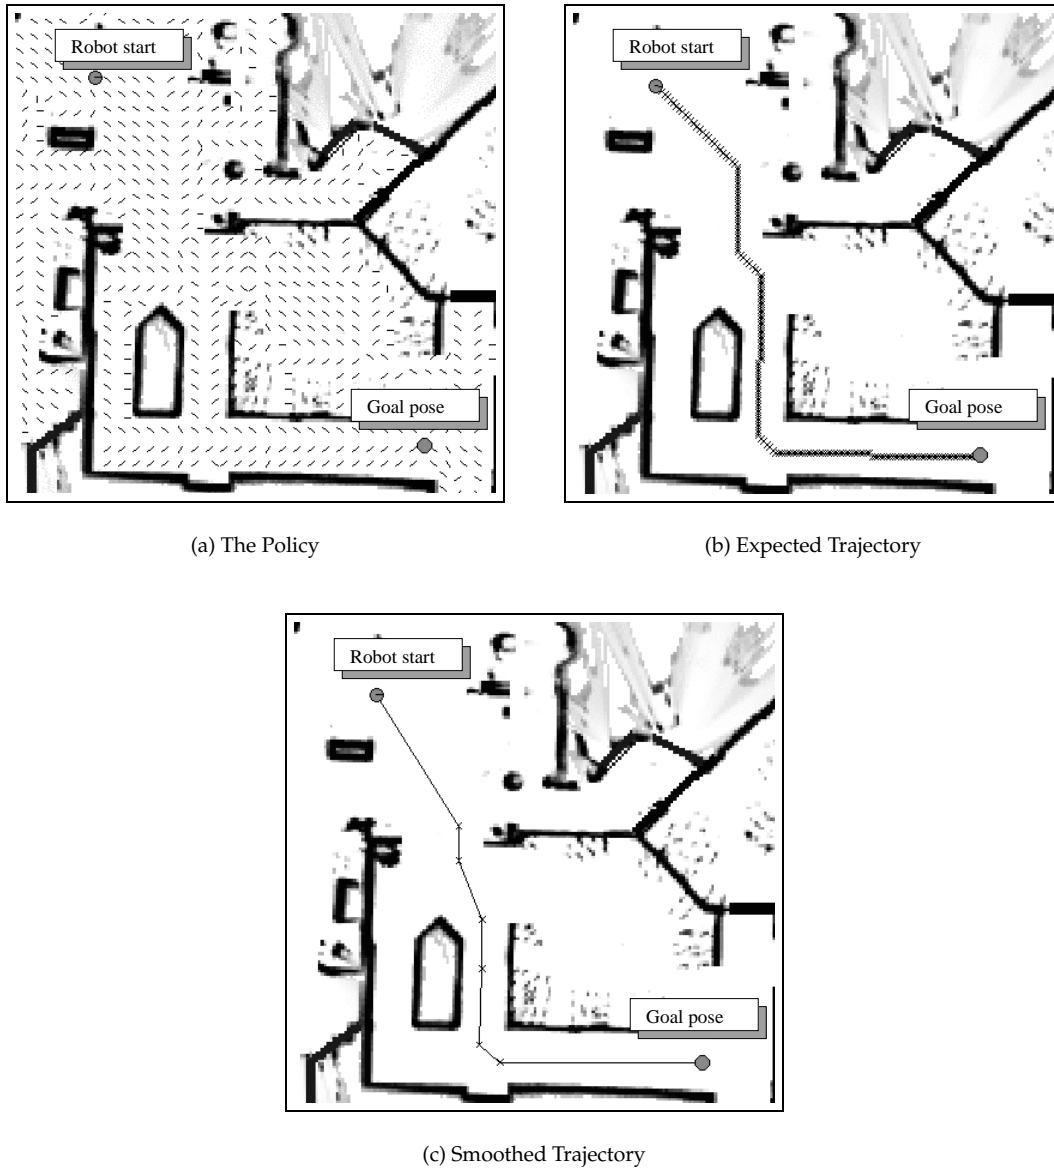 Robot start
Goal pose
(a) The Policy
Robot start
Goal pose
(b) Expected Trajectory
Robot start
Goal pose
(c) Smoothed Trajectory